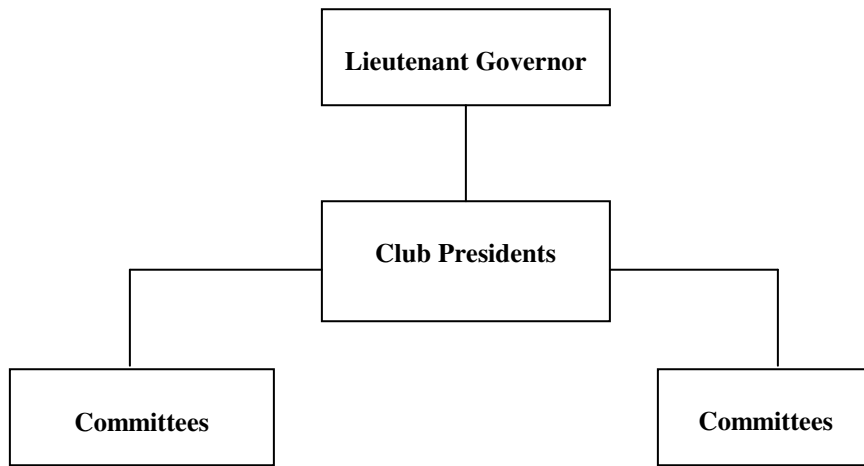 Lieutenant Governor
Club Presidents
Committees
Committees